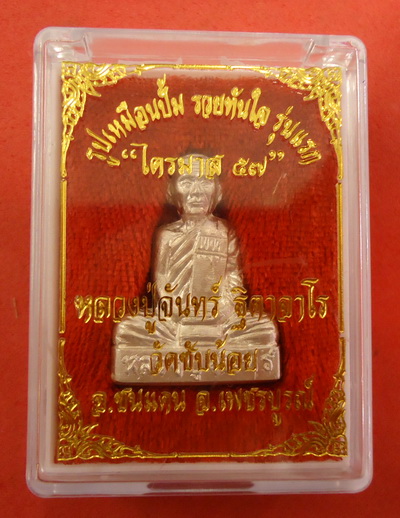 รูปเหมือนปั๊ม รวยทันใจ รุ่นแรก
“ไตรมาส ๕๗”
หลวงปู่จันทร์ ฐิตาจาโร
วัดซับน้อย
อ.ชนแดน จ.เพชรบูรณ์